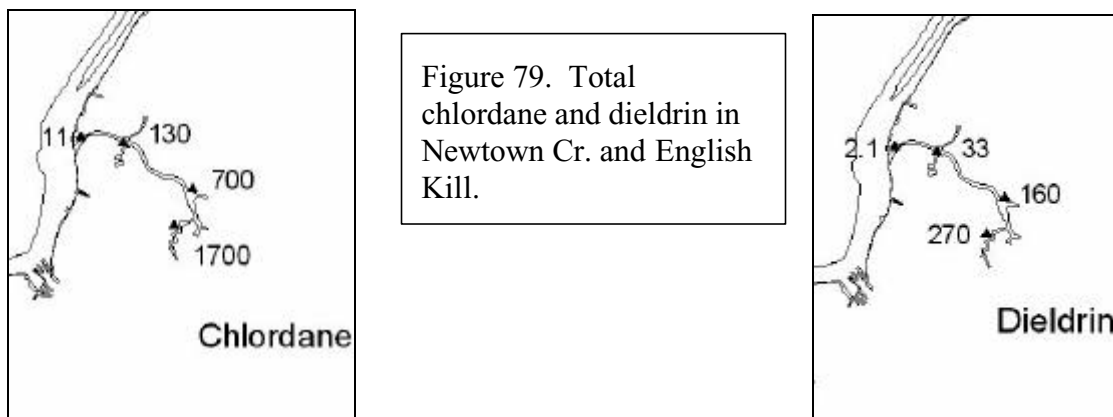 11
130
700
1700
Chlordane
Figure 79. Total
chlordane and dieldrin in
Newtown Cr. and English
Kill.
2.1
33
160
270
Dieldrin